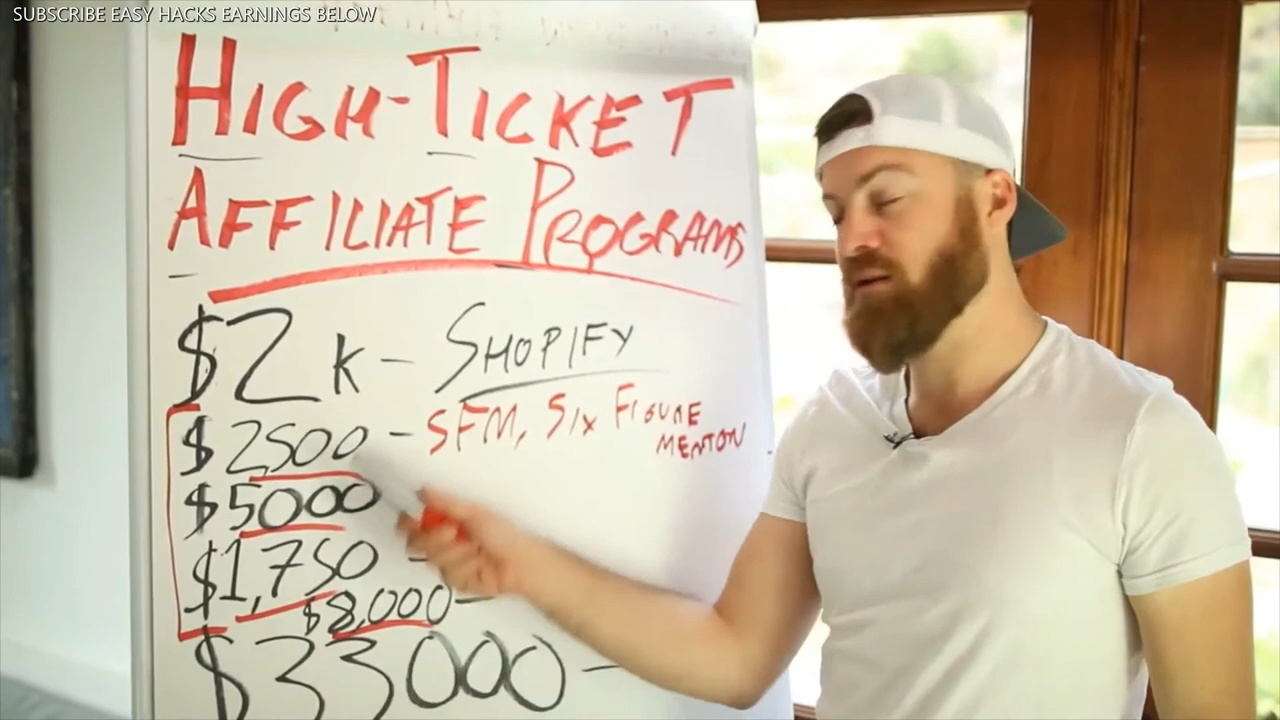 SUBSCRIBE EASY HACKS EARNINGS BELOW
HIGH-TICKET
AFFILIATE PROGRAMS
$2K - SHOPIFY
$2500 - SFM, SIX FIGURE
MENTOR
$5000
$1,750 -
$8,000 -
$33000 -